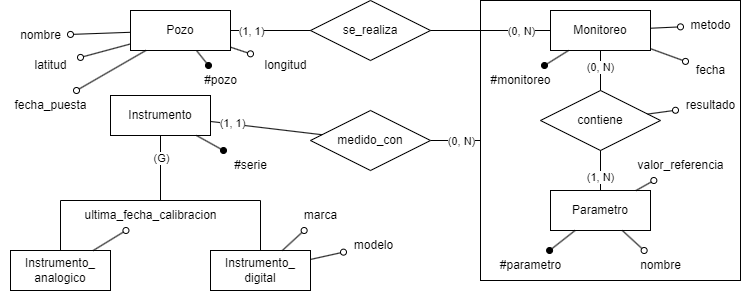 nombre
latitud
fecha_puesta
Pozo
(1, 1)
#pozo
longitud
se_realiza
(0, N)
Monitoreo
metodo
fecha
#monitoreo
(0, N)
contiene
resultado
(1, N)
valor_referencia
Parametro
#parametro
nombre
Instrumento
(1, 1)
#serie
medido_con
(0, N)
(G)
ultima_fecha_calibracion
marca
modelo
Instrumento_
analogico
Instrumento_
digital